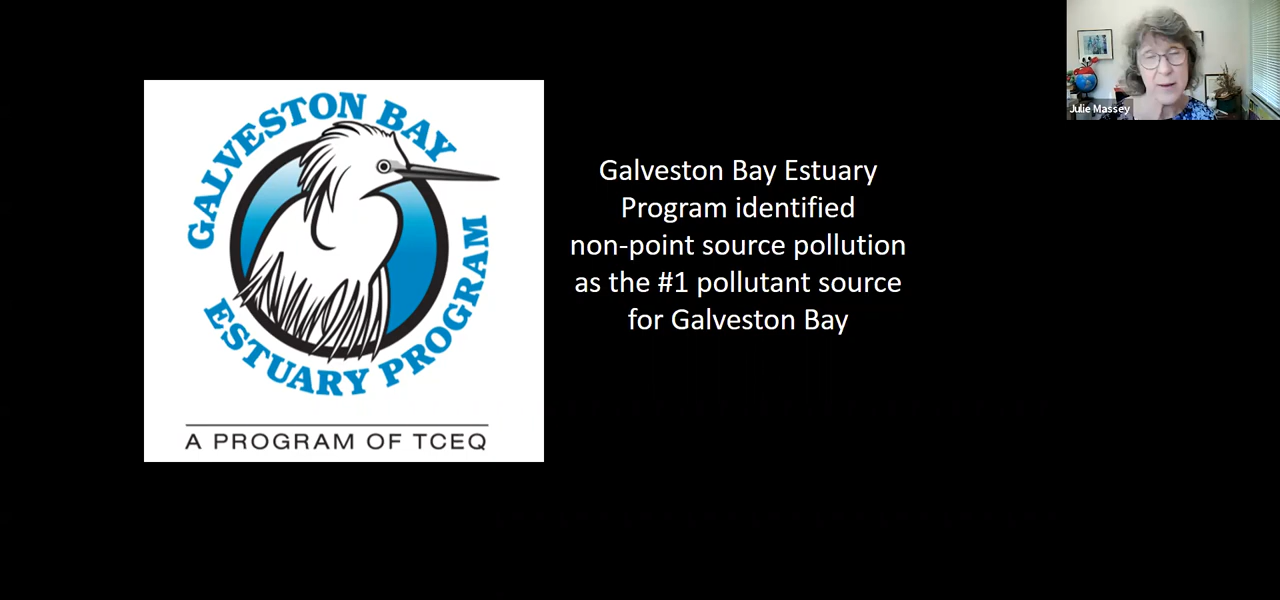 GALVESTON BAY
ESTUARY PROGRAM
A PROGRAM OF TCEQ
Galveston Bay Estuary
Program identified
non-point source pollution
as the #1 pollutant source
for Galveston Bay
Julie Massey